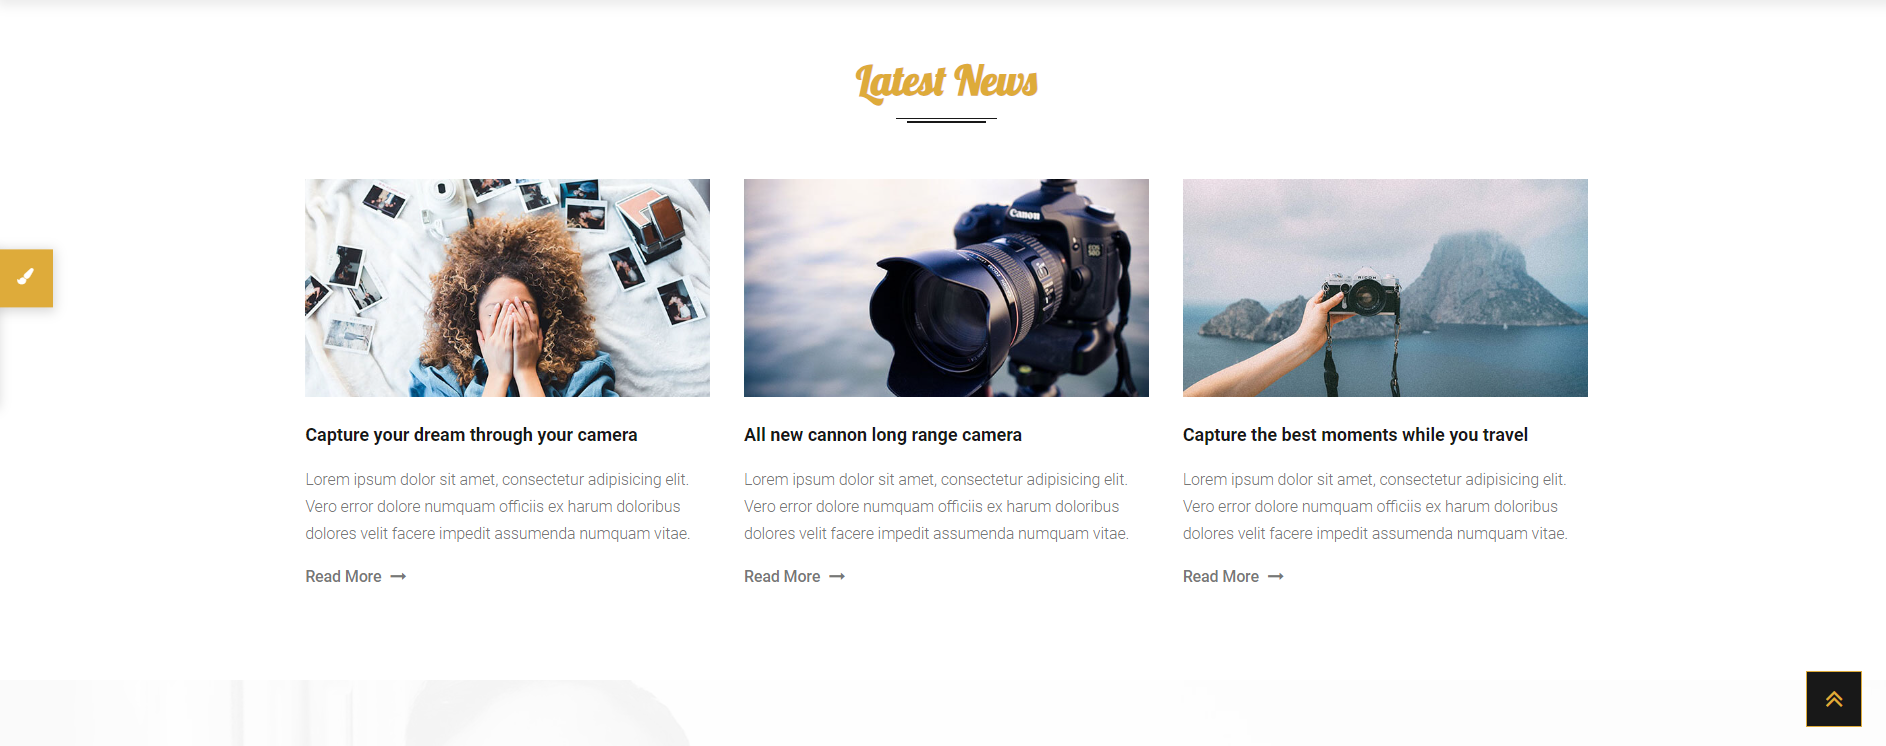 Latest News
Canon
EOS
50D
RICOH
Capture your dream through your camera
All new cannon long range camera
Capture the best moments while you travel
Lorem ipsum dolor sit amet, consectetur adipisicing elit.
Vero error dolore numquam officiis ex harum doloribus
dolores velit facere impedit assumenda numquam vitae.
Lorem ipsum dolor sit amet, consectetur adipisicing elit.
Vero error dolore numquam officiis ex harum doloribus
dolores velit facere impedit assumenda numquam vitae.
Lorem ipsum dolor sit amet, consectetur adipisicing elit.
Vero error dolore numquam officiis ex harum doloribus
dolores velit facere impedit assumenda numquam vitae.
Read More
Read More
Read More